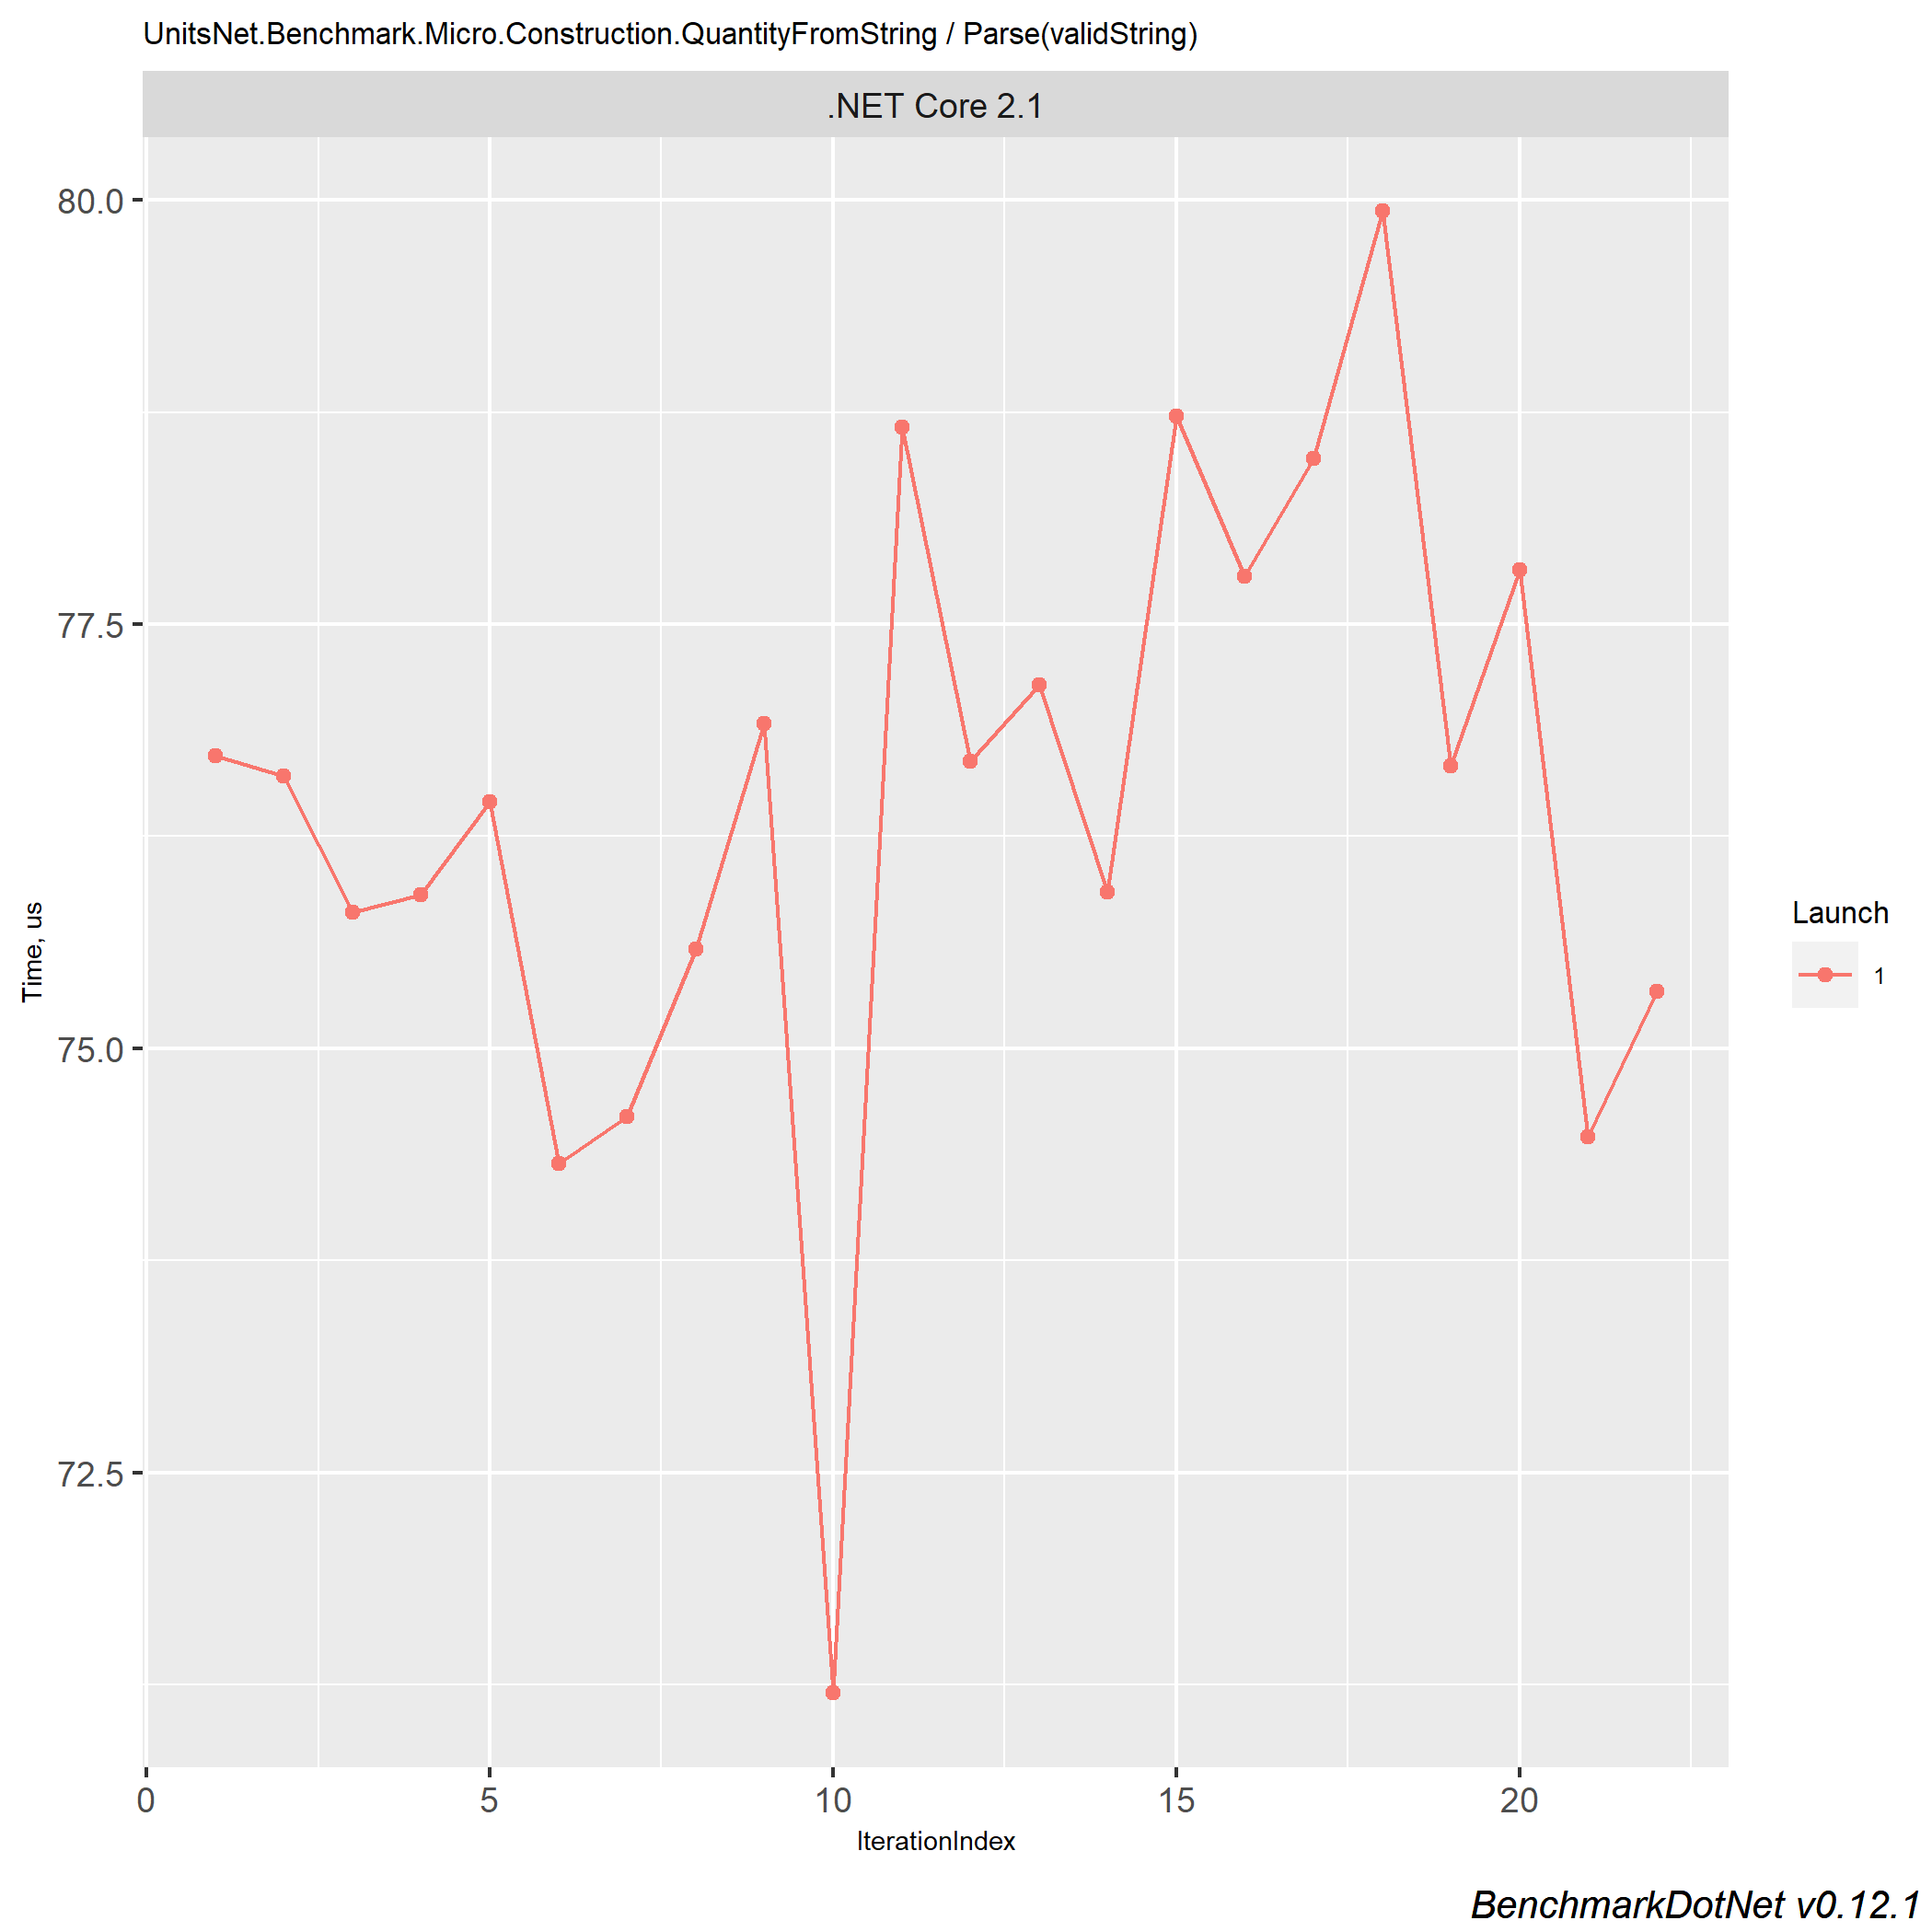 UnitsNet.Benchmark.Micro.Construction.QuantityFromString / Parse(validString)
.NET Core 2.1
80.0
77.5
75.0
72.5
Time, us
0 5 10 15 20
IterationIndex
Launch
1
BenchmarkDotNet v0.12.1